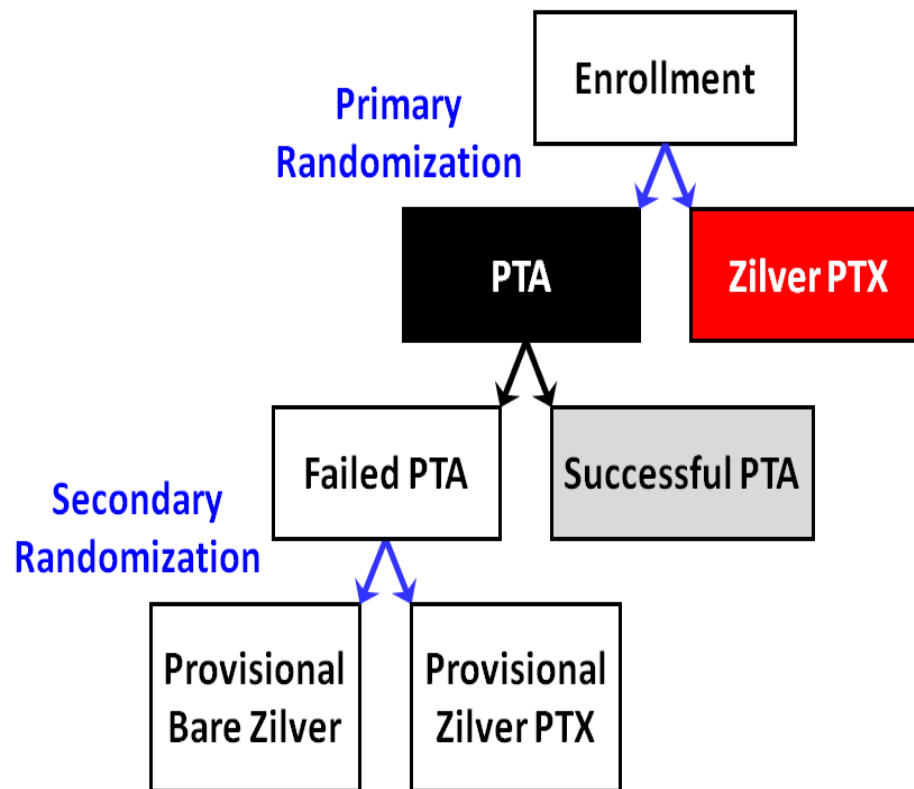 Enrollment
Primary
Randomization
PTA
Zilver PTX
Failed PTA
Successful PTA
Secondary
Randomization
Provisional
Bare Zilver
Provisional
Zilver PTX